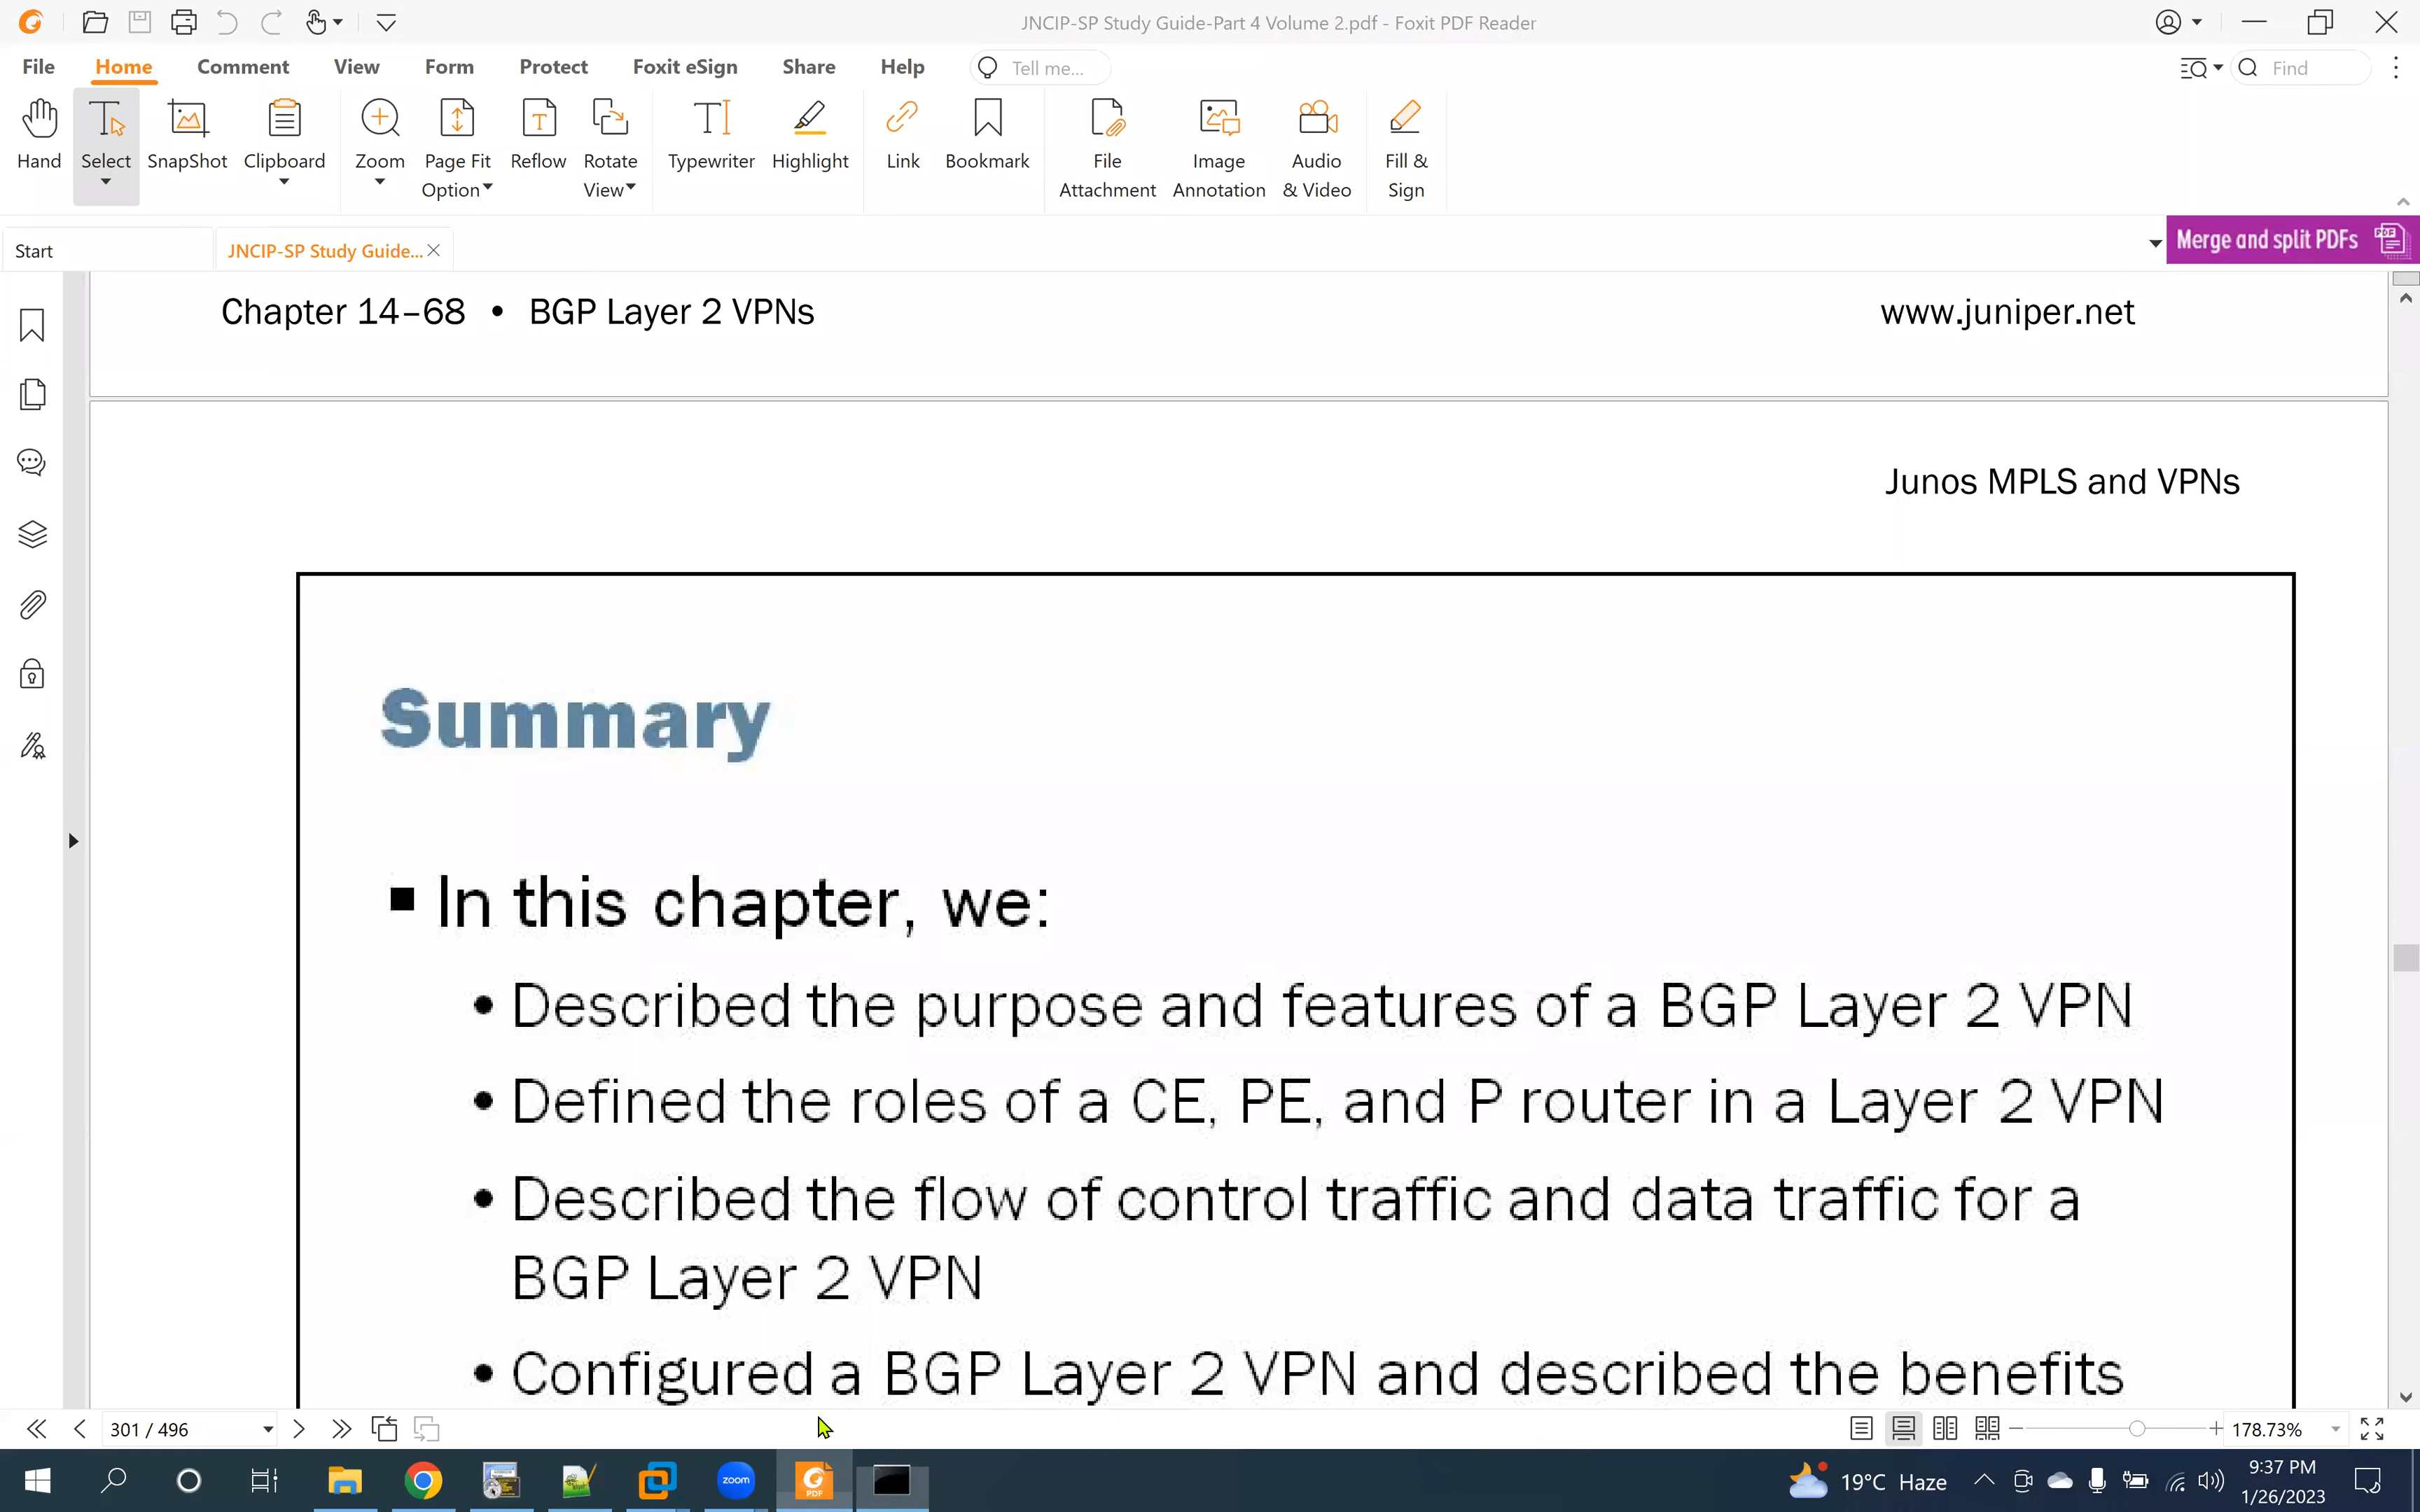 JNCIP-SP Study Guide-Part 4 Volume 2.pdf - Foxit PDF Reader
File Home Comment View Form Protect Foxit eSign Share Help Tell me... Find
Hand Select SnapShot Clipboard Zoom Page Fit Option Reflow Rotate View Typewriter Highlight Link Bookmark File Attachment Image Annotation Audio & Video Fill & Sign
Start JNCIP-SP Study Guide... Merge and split PDFs
Chapter 14–68 • BGP Layer 2 VPNs www.juniper.net
Junos MPLS and VPNs
Summary
■ In this chapter, we:
• Described the purpose and features of a BGP Layer 2 VPN
• Defined the roles of a CE, PE, and P router in a Layer 2 VPN
• Described the flow of control traffic and data traffic for a
BGP Layer 2 VPN
• Configured a BGP Layer 2 VPN and described the benefits
301 / 496 178.73%
zoom PDF 19°C Haze 9:37 PM
1/26/2023